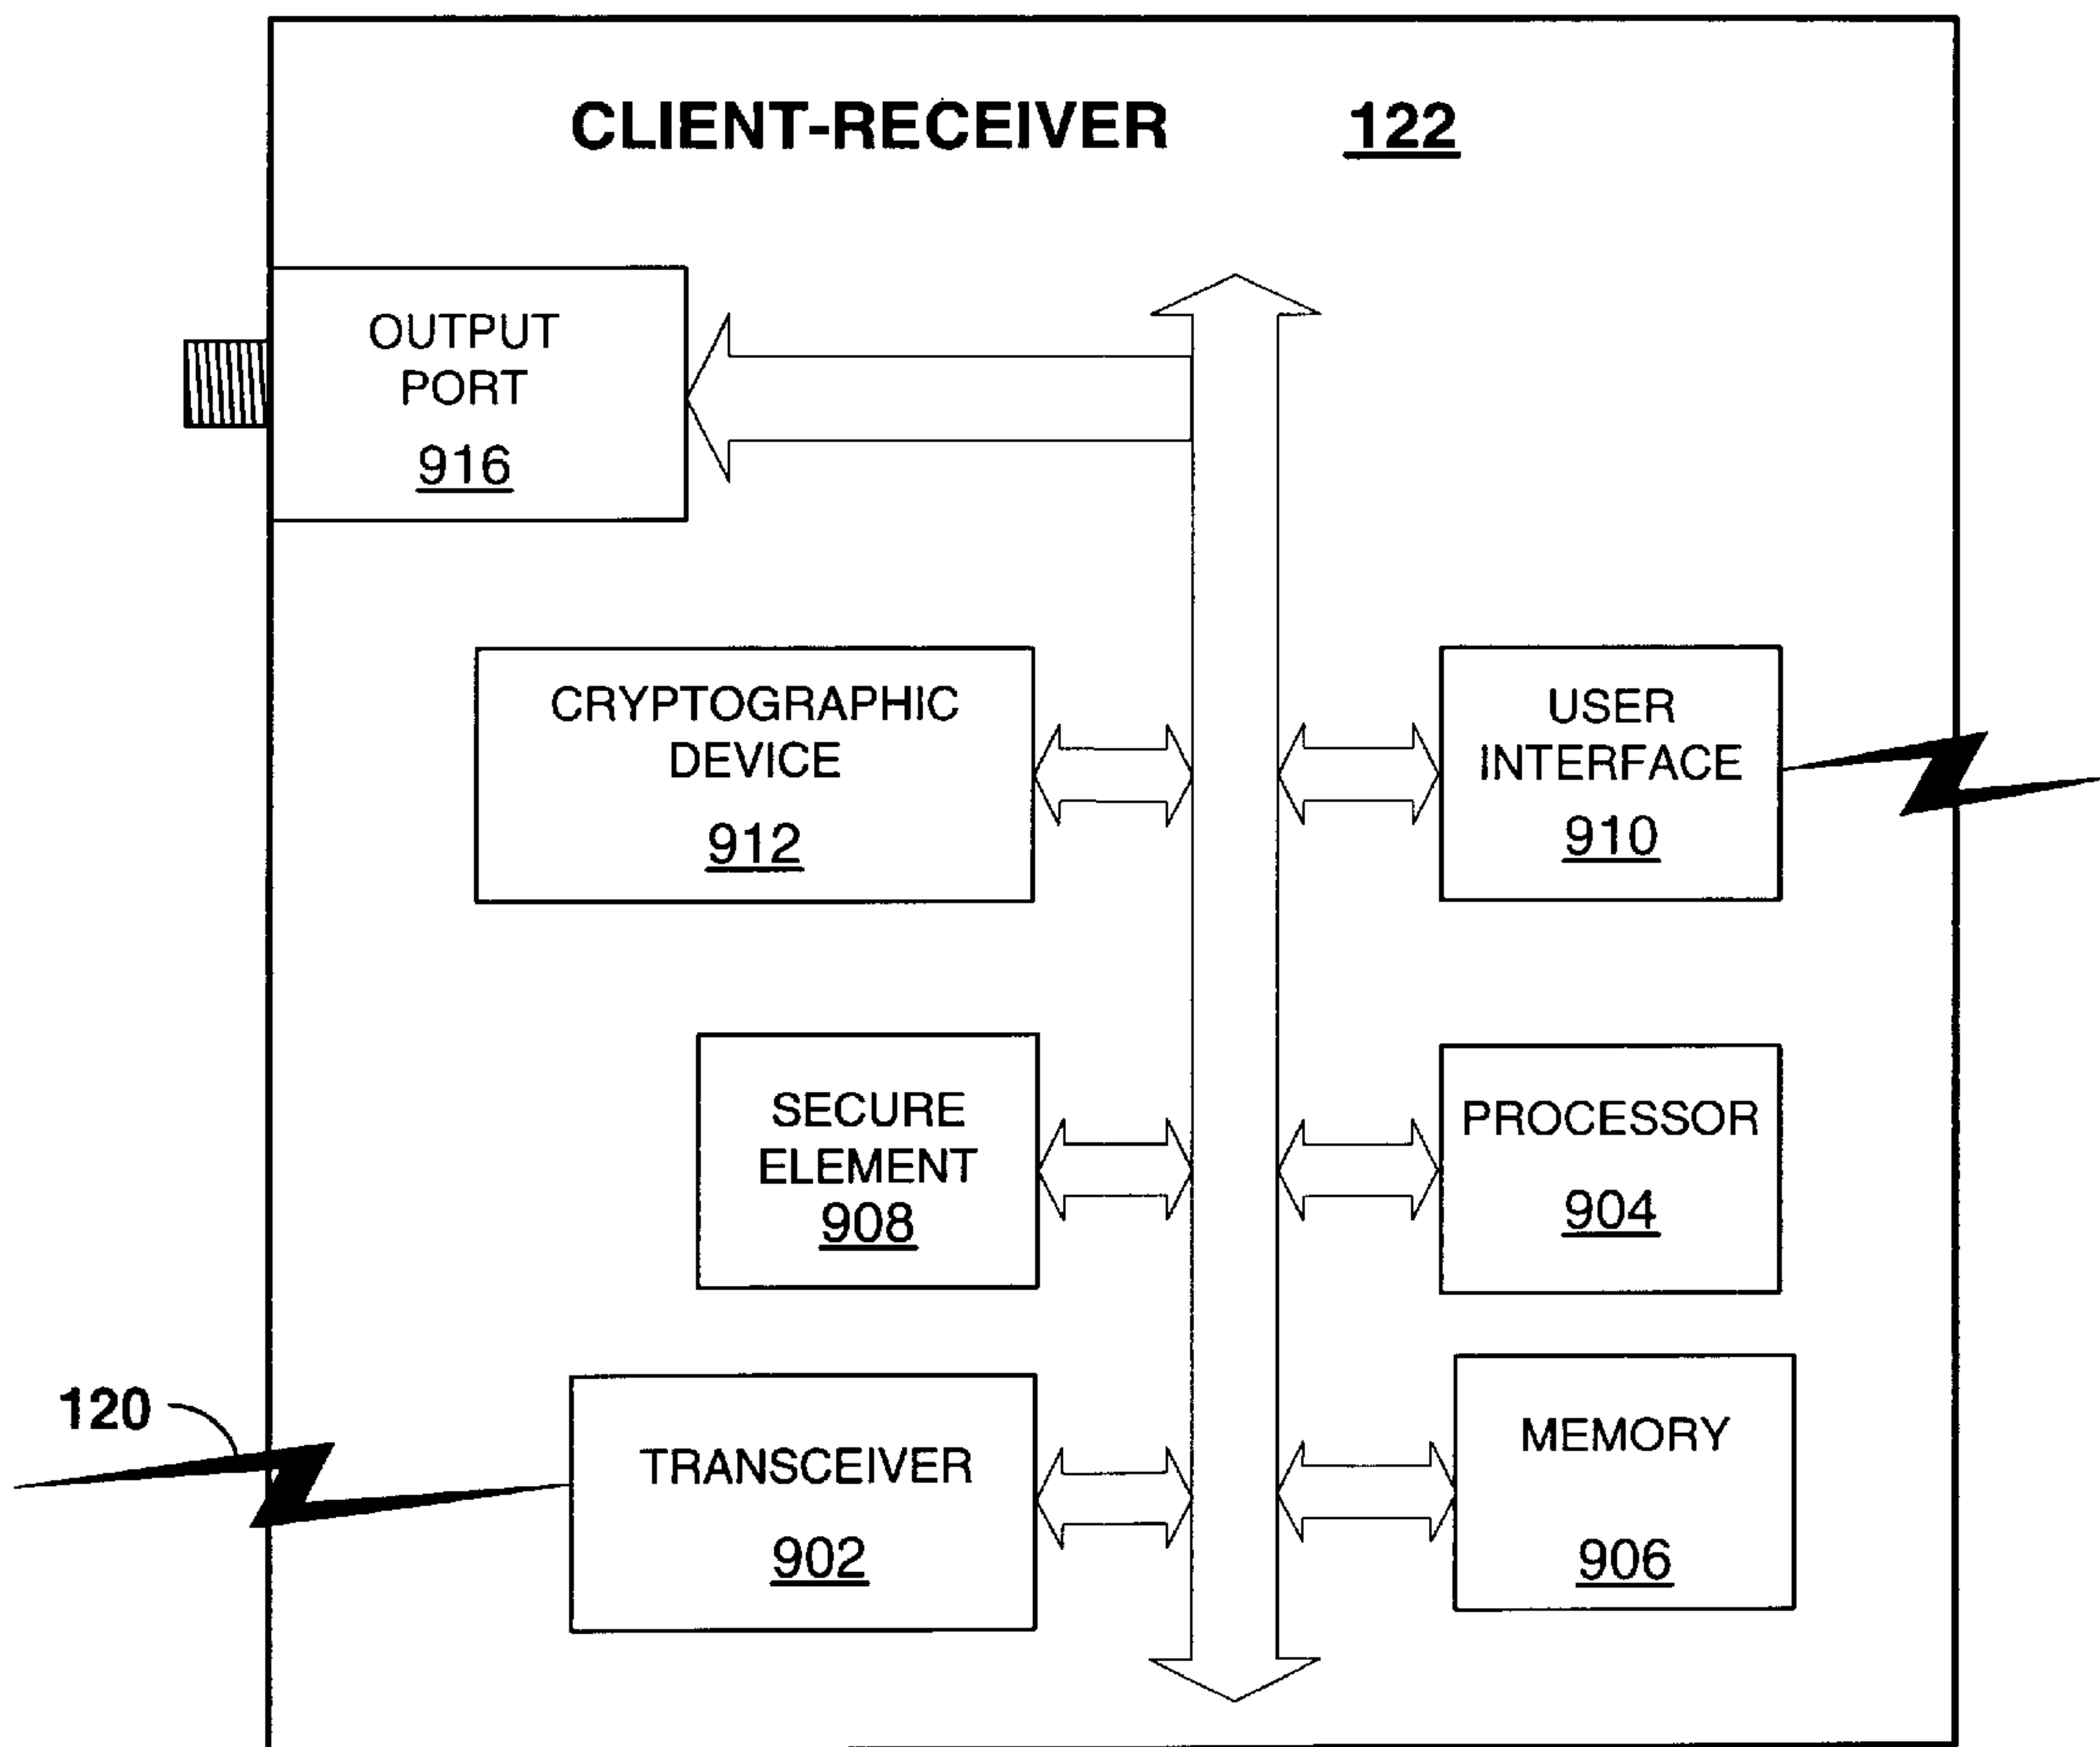 CLIENT-RECEIVER 122
OUTPUT
PORT
916
CRYPTOGRAPHIC
DEVICE
912
USER
INTERFACE
910
SECURE
ELEMENT
908
PROCESSOR
904
120
TRANSCEIVER
902
MEMORY
906